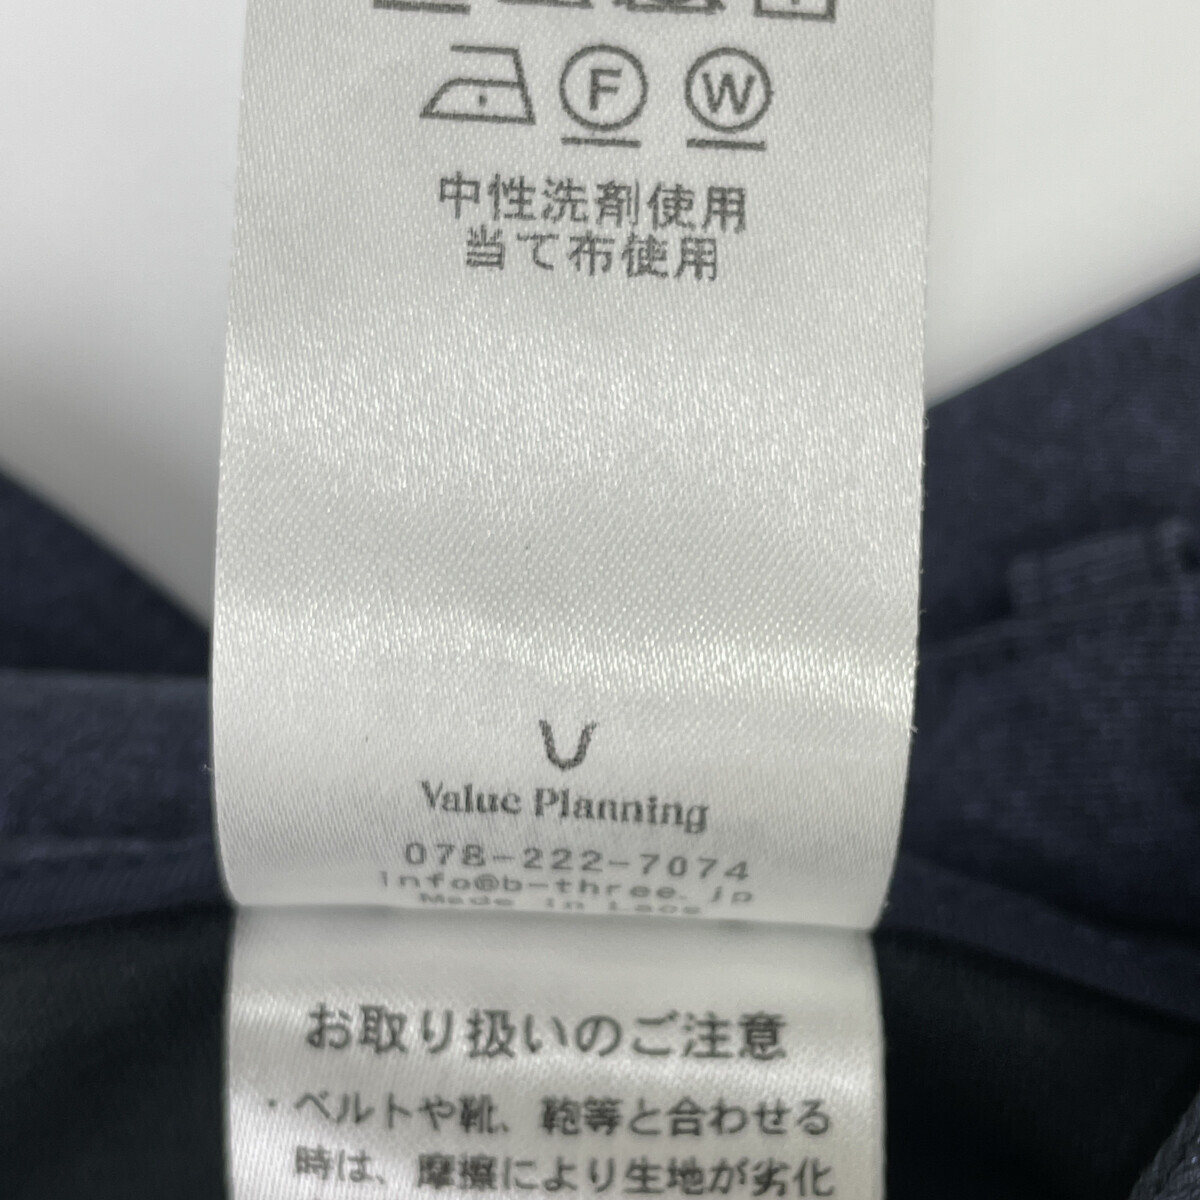 F W
中性洗剤使用
当て布使用
Value Planning
078-222-7074
info@b-three.jp
Made in Laos
お取り扱いのご注意
・ベルトや靴、鞄等と合わせる
時は、摩擦により生地が劣化